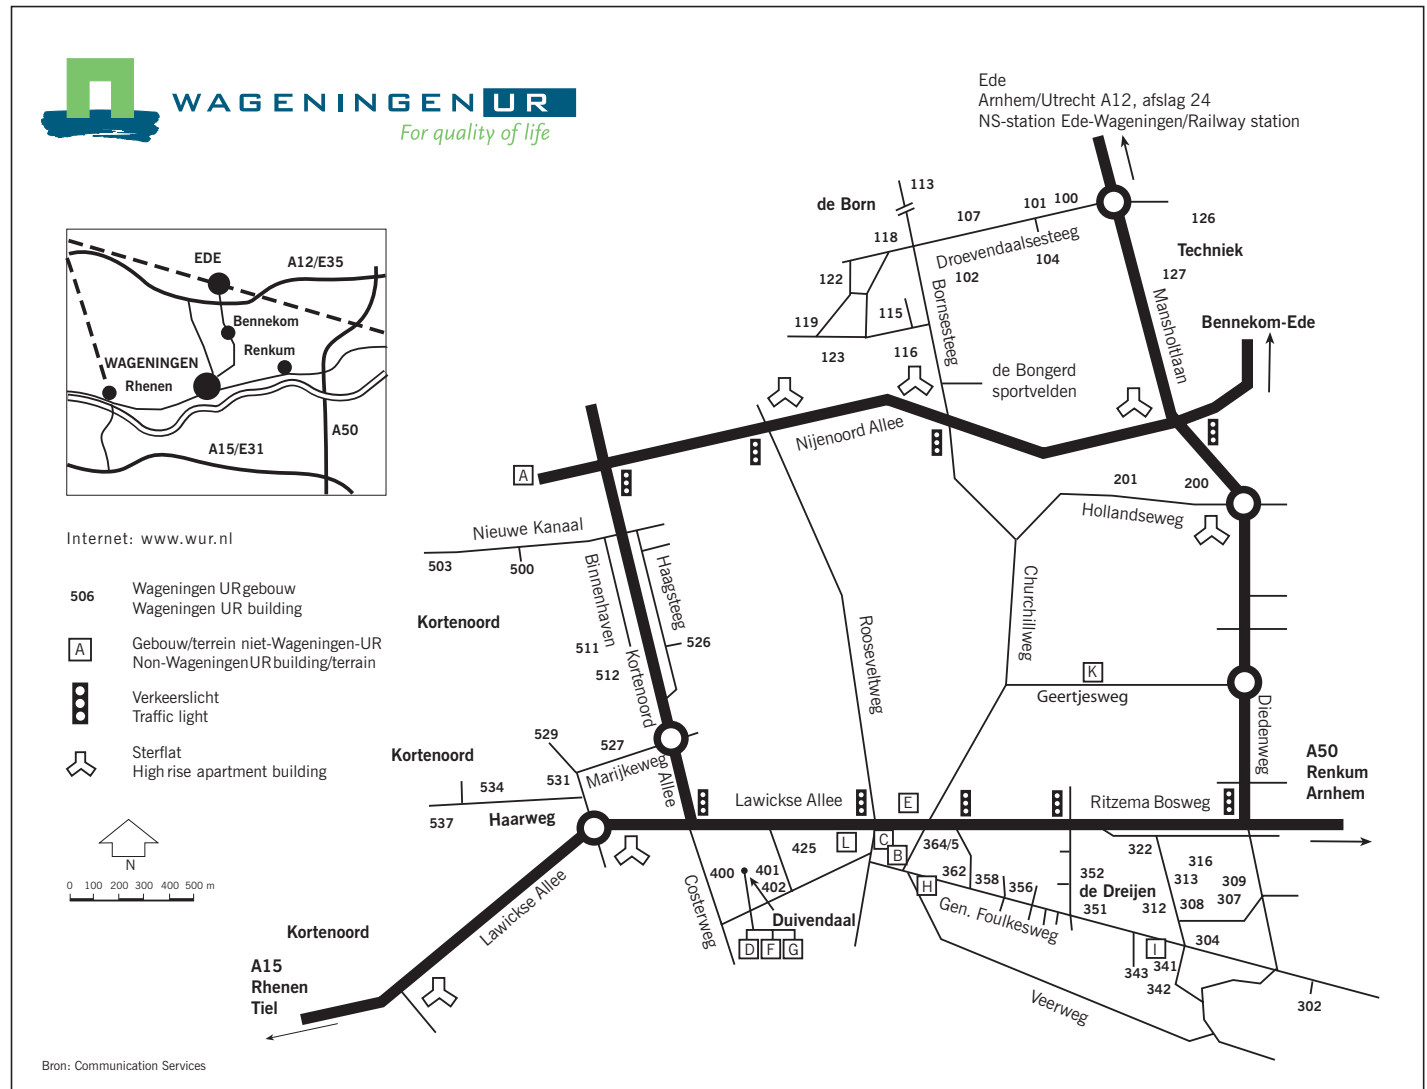 WAGENINGEN UR
For quality of life
Ede
Arnhem/Utrecht A12, afslag 24
NS-station Ede-Wageningen/Railway station
EDE
A12/E35
Bennekom
Renkum
WAGENINGEN
Rhenen
A50
A15/E31
Internet: www.wur.nl
506
Wageningen UR gebouw
Wageningen UR building
A
Gebouw/terrein niet-Wageningen-UR
Non-Wageningen UR building/terrain
Verkeerslicht
Traffic light
Sterflat
High rise apartment building
N
0 100 200 300 400 500 m
113
de Born
107
101
100
126
118
Droevendaalsesteeg
Techniek
102
104
122
127
Bornsesteeg
Mansholtlaan
119
115
Bennekom-Ede
123
116
de Bongerd
sportvelden
Nijenoord Allee
A
201
200
Hollandseweg
Nieuwe Kanaal
503
500
Binnenhaven
Haagsteeg
Kortenoord
511
512
526
Kortenoord Allee
Rooseveltweg
Churchillweg
K
Geertjesweg
Diedenweg
529
527
Kortenoord
531
Marijkeweg
534
537
Haarweg
Lawickse Allee
E
Ritzema Bosweg
A50
Renkum
Arnhem
425
L
C
B
364/5
322
316
400
401
402
362
358
356
352
de Dreijen
351
313
309
312
308
307
H
Costerweg
Duivendaal
Gen. Foulkesweg
D
F
G
I
304
343
341
342
302
Veerweg
Lawickse Allee
Kortenoord
A15
Rhenen
Tiel
Bron: Communication Services